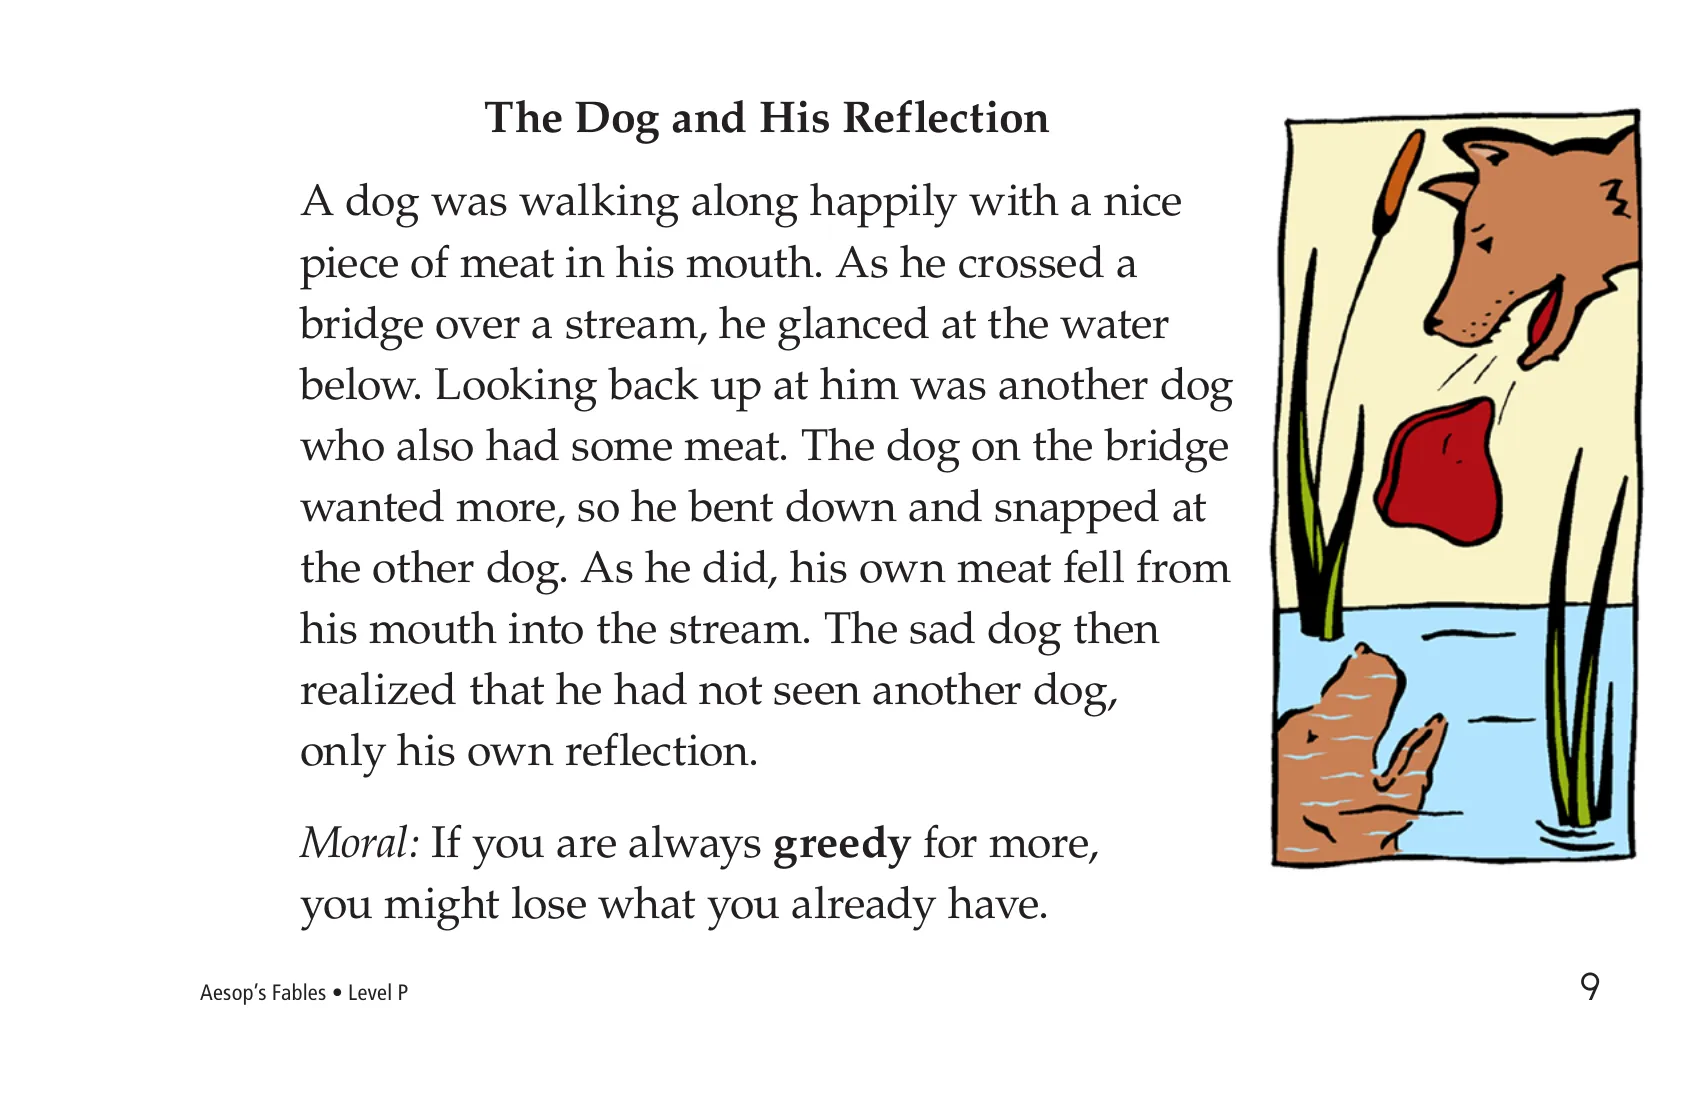 The Dog and His Reflection
A dog was walking along happily with a nice
piece of meat in his mouth. As he crossed a
bridge over a stream, he glanced at the water
below. Looking back up at him was another dog
who also had some meat. The dog on the bridge
wanted more, so he bent down and snapped at
the other dog. As he did, his own meat fell from
his mouth into the stream. The sad dog then
realized that he had not seen another dog,
only his own reflection.
Moral: If you are always greedy for more,
you might lose what you already have.
Aesop's Fables • Level P
9